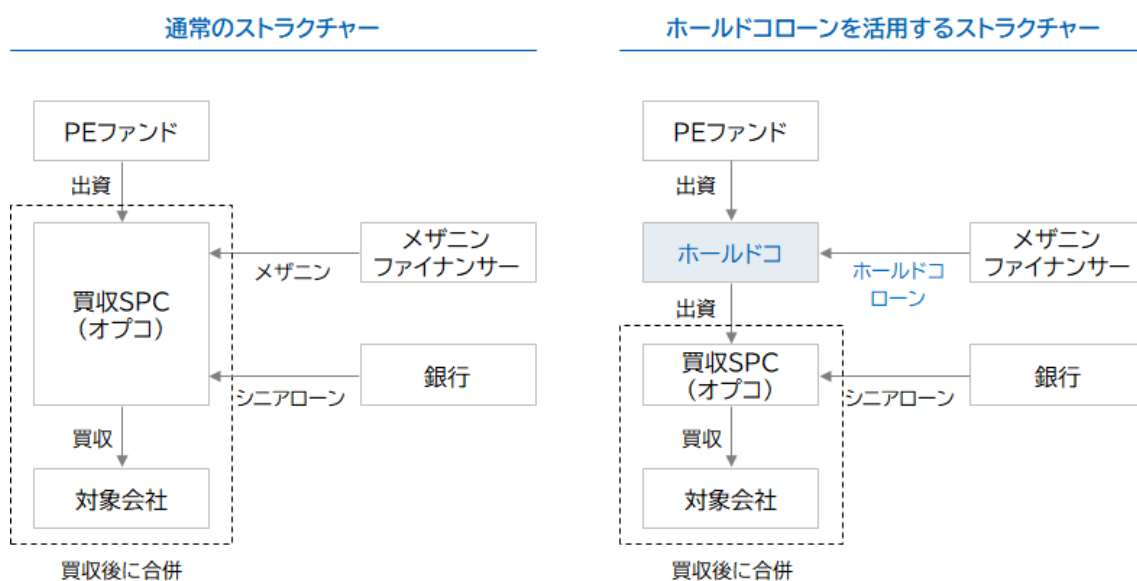 通常のストラクチャー
PEファンド
出資
買収SPC
（オプコ）
メザニン
ファイナンサー
メザニン
銀行
シニアローン
買収
対象会社
買収後に合併
ホールドコローンを活用するストラクチャー
PEファンド
出資
ホールドコ
メザニン
ファイナンサー
ホールドコ
ローン
出資
買収SPC
（オプコ）
銀行
シニアローン
買収
対象会社
買収後に合併